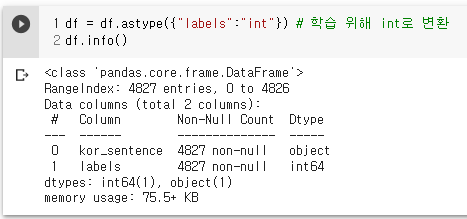 1 df = df.astype({"labels":"int"}) # 학습 위해 int로 변환
2 df.info()
<class 'pandas.core.frame.DataFrame'>
RangeIndex: 4827 entries, 0 to 4826
Data columns (total 2 columns):
 #   Column        Non-Null Count  Dtype
---  ------        --------------  -----
 0   kor_sentence  4827 non-null   object
 1   labels        4827 non-null   int64
dtypes: int64(1), object(1)
memory usage: 75.5+ KB